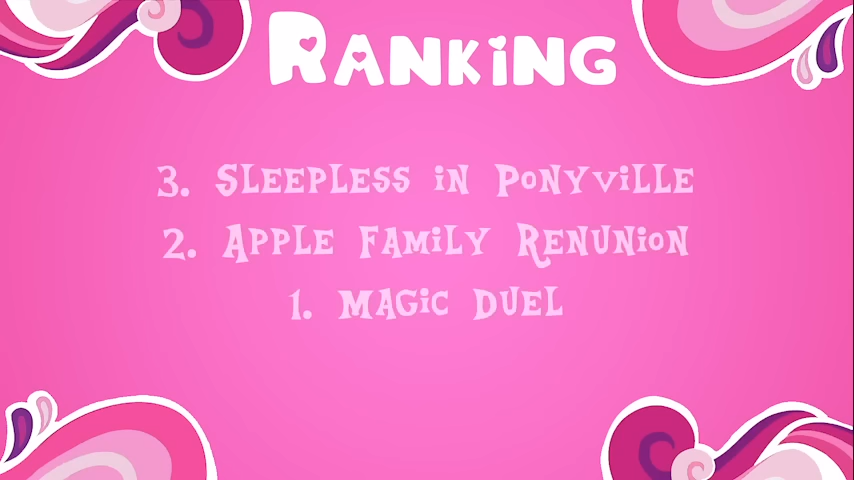 Ranking
3. Sleepless in Ponyville
2. Apple Family Renunion
1. Magic Duel